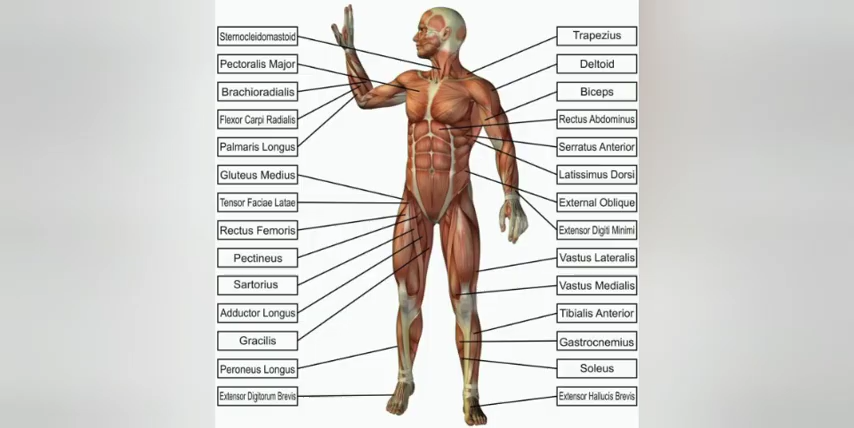 Sternocleidomastoid
Pectoralis Major
Brachioradialis
Flexor Carpi Radialis
Palmaris Longus
Gluteus Medius
Tensor Faciae Latae
Rectus Femoris
Pectineus
Sartorius
Adductor Longus
Gracilis
Peroneus Longus
Extensor Digitorum Brevis
Trapezius
Deltoid
Biceps
Rectus Abdominus
Serratus Anterior
Latissimus Dorsi
External Oblique
Extensor Digiti Minimi
Vastus Lateralis
Vastus Medialis
Tibialis Anterior
Gastrocnemius
Soleus
Extensor Hallucis Brevis